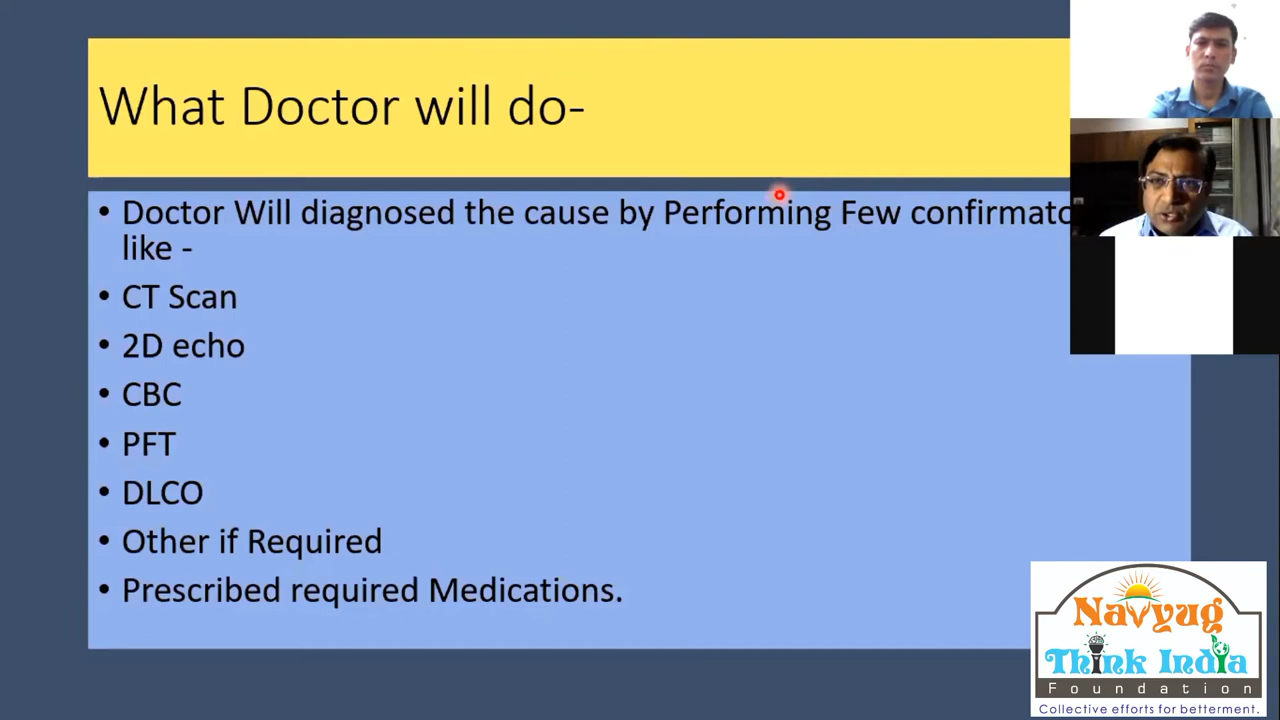 What Doctor will do-
• Doctor Will diagnosed the cause by Performing Few
like -
• CT Scan
• 2D echo
• CBC
• PFT
• DLCO
• Other if Required
• Prescribed required Medications.
Navyug
Think India
Foundation
Collective efforts for betterment.